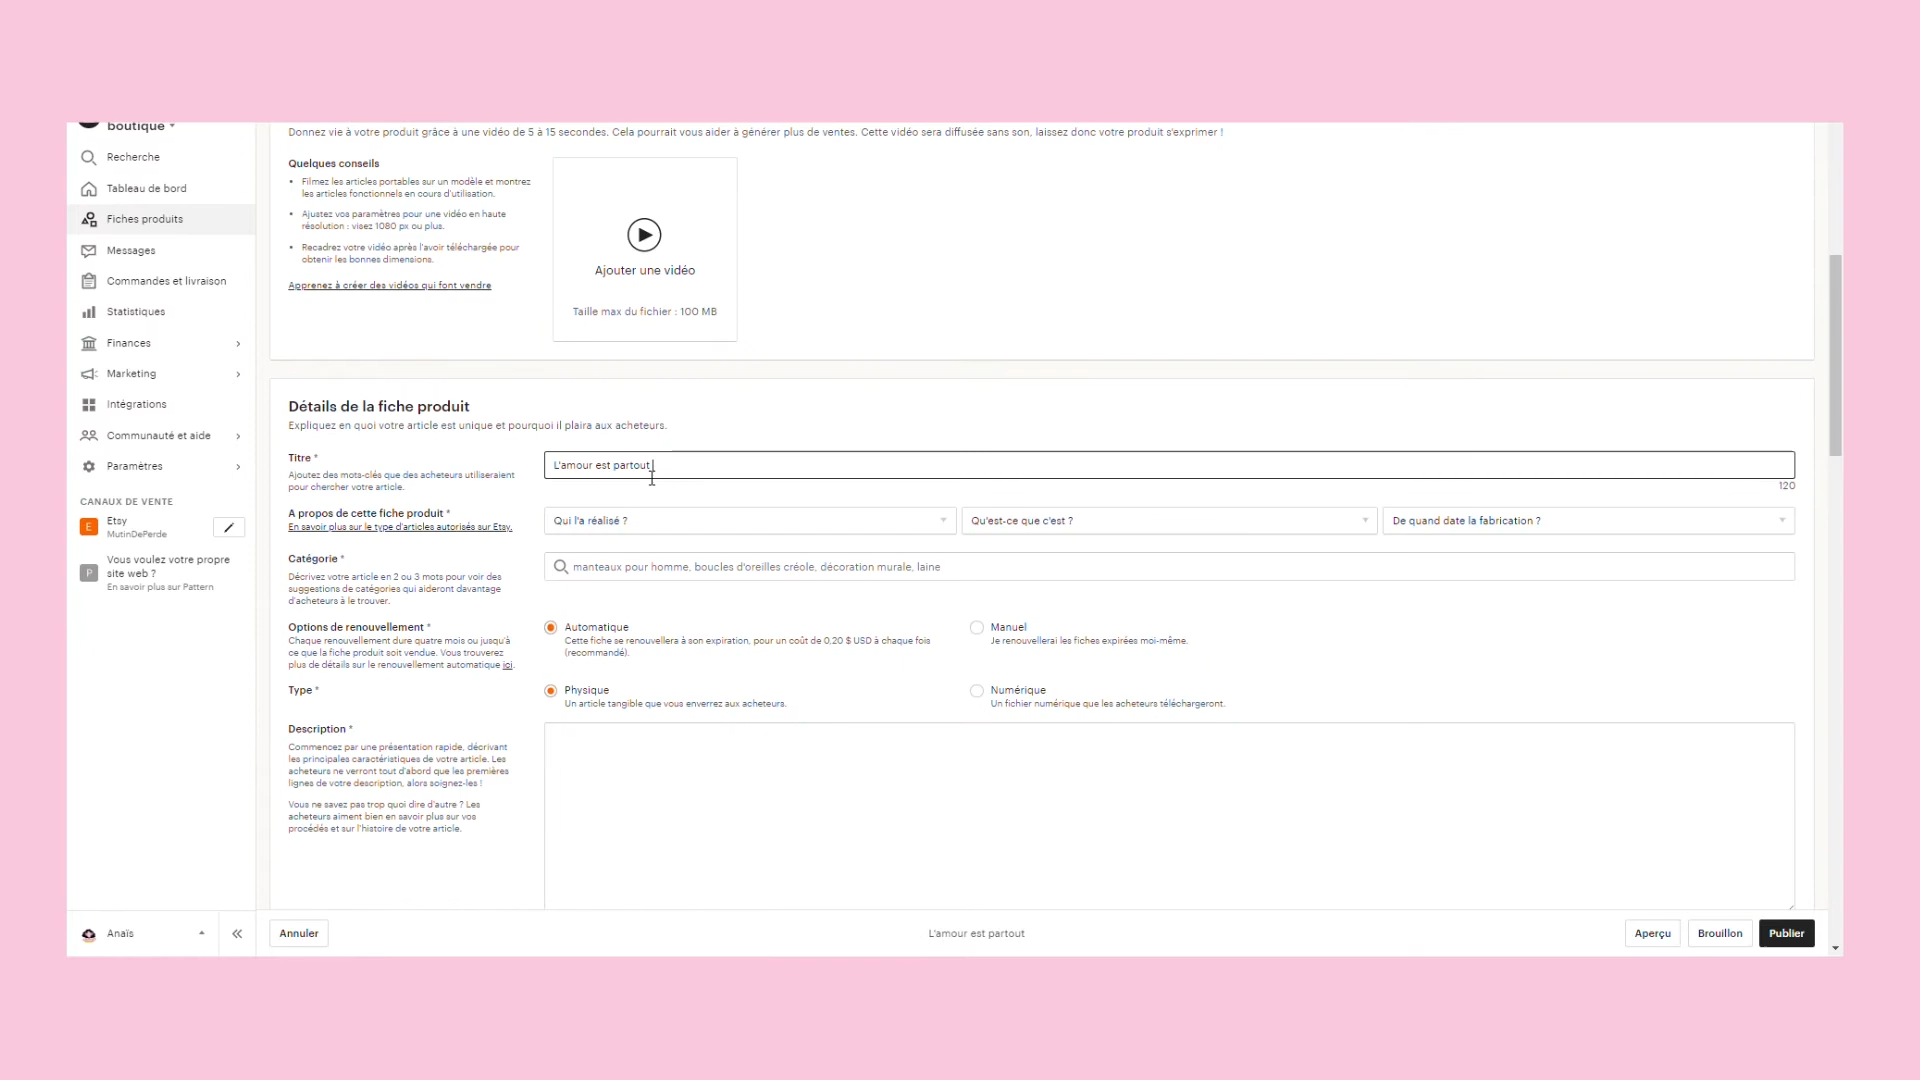 boutique
Recherche
Tableau de bord
Fiches produits
Messages
Commandes et livraison
Statistiques
Finances
Marketing
Intégrations
Communauté et aide
Paramètres
CANAUX DE VENTE
E
Etsy
MutinDePerde
P
Vous voulez votre propre
site web ?
En savoir plus sur Pattern
Anaïs
Donnez vie à votre produit grâce à une vidéo de 5 à 15 secondes. Cela pourrait vous aider à générer plus de ventes. Cette vidéo sera diffusée sans son, laissez donc votre produit s'exprimer !
Quelques conseils
• Filmez les articles portables sur un modèle et montrez
les articles fonctionnels en cours d'utilisation.
• Ajustez vos paramètres pour une vidéo en haute
résolution : visez 1080 px ou plus.
• Recadrez votre vidéo après l'avoir téléchargée pour
obtenir les bonnes dimensions.
Apprenez à créer des vidéos qui font vendre
Ajouter une vidéo
Taille max du fichier : 100 MB
Détails de la fiche produit
Expliquez en quoi votre article est unique et pourquoi il plaira aux acheteurs.
Titre *
Ajoutez des mots-clés que des acheteurs utiliseraient
pour chercher votre article.
L'amour est partout
120
A propos de cette fiche produit *
En savoir plus sur le type d'articles autorisés sur Etsy.
Qui l'a réalisé ?
Qu'est-ce que c'est ?
De quand date la fabrication ?
Catégorie *
Décrivez votre article en 2 ou 3 mots pour voir des
suggestions de catégories qui aideront davantage
d'acheteurs à le trouver.
manteaux pour homme, boucles d'oreilles créole, décoration murale, laine
Options de renouvellement *
Chaque renouvellement dure quatre mois ou jusqu'à
ce que la fiche produit soit vendue. Vous trouverez
plus de détails sur le renouvellement automatique ici.
Automatique
Cette fiche se renouvellera à son expiration, pour un coût de 0,20 $ USD à chaque fois
(recommandé).
Manuel
Je renouvellerai les fiches expirées moi-même.
Type *
Physique
Un article tangible que vous enverrez aux acheteurs.
Numérique
Un fichier numérique que les acheteurs téléchargeront.
Description *
Commencez par une présentation rapide, décrivant
les principales caractéristiques de votre article. Les
acheteurs ne verront tout d'abord que les premières
lignes de votre description, alors soignez-les !
Vous ne savez pas trop quoi dire d'autre ? Les
acheteurs aiment bien en savoir plus sur vos
procédés et sur l'histoire de votre article.
Annuler
L'amour est partout
Aperçu
Brouillon
Publier